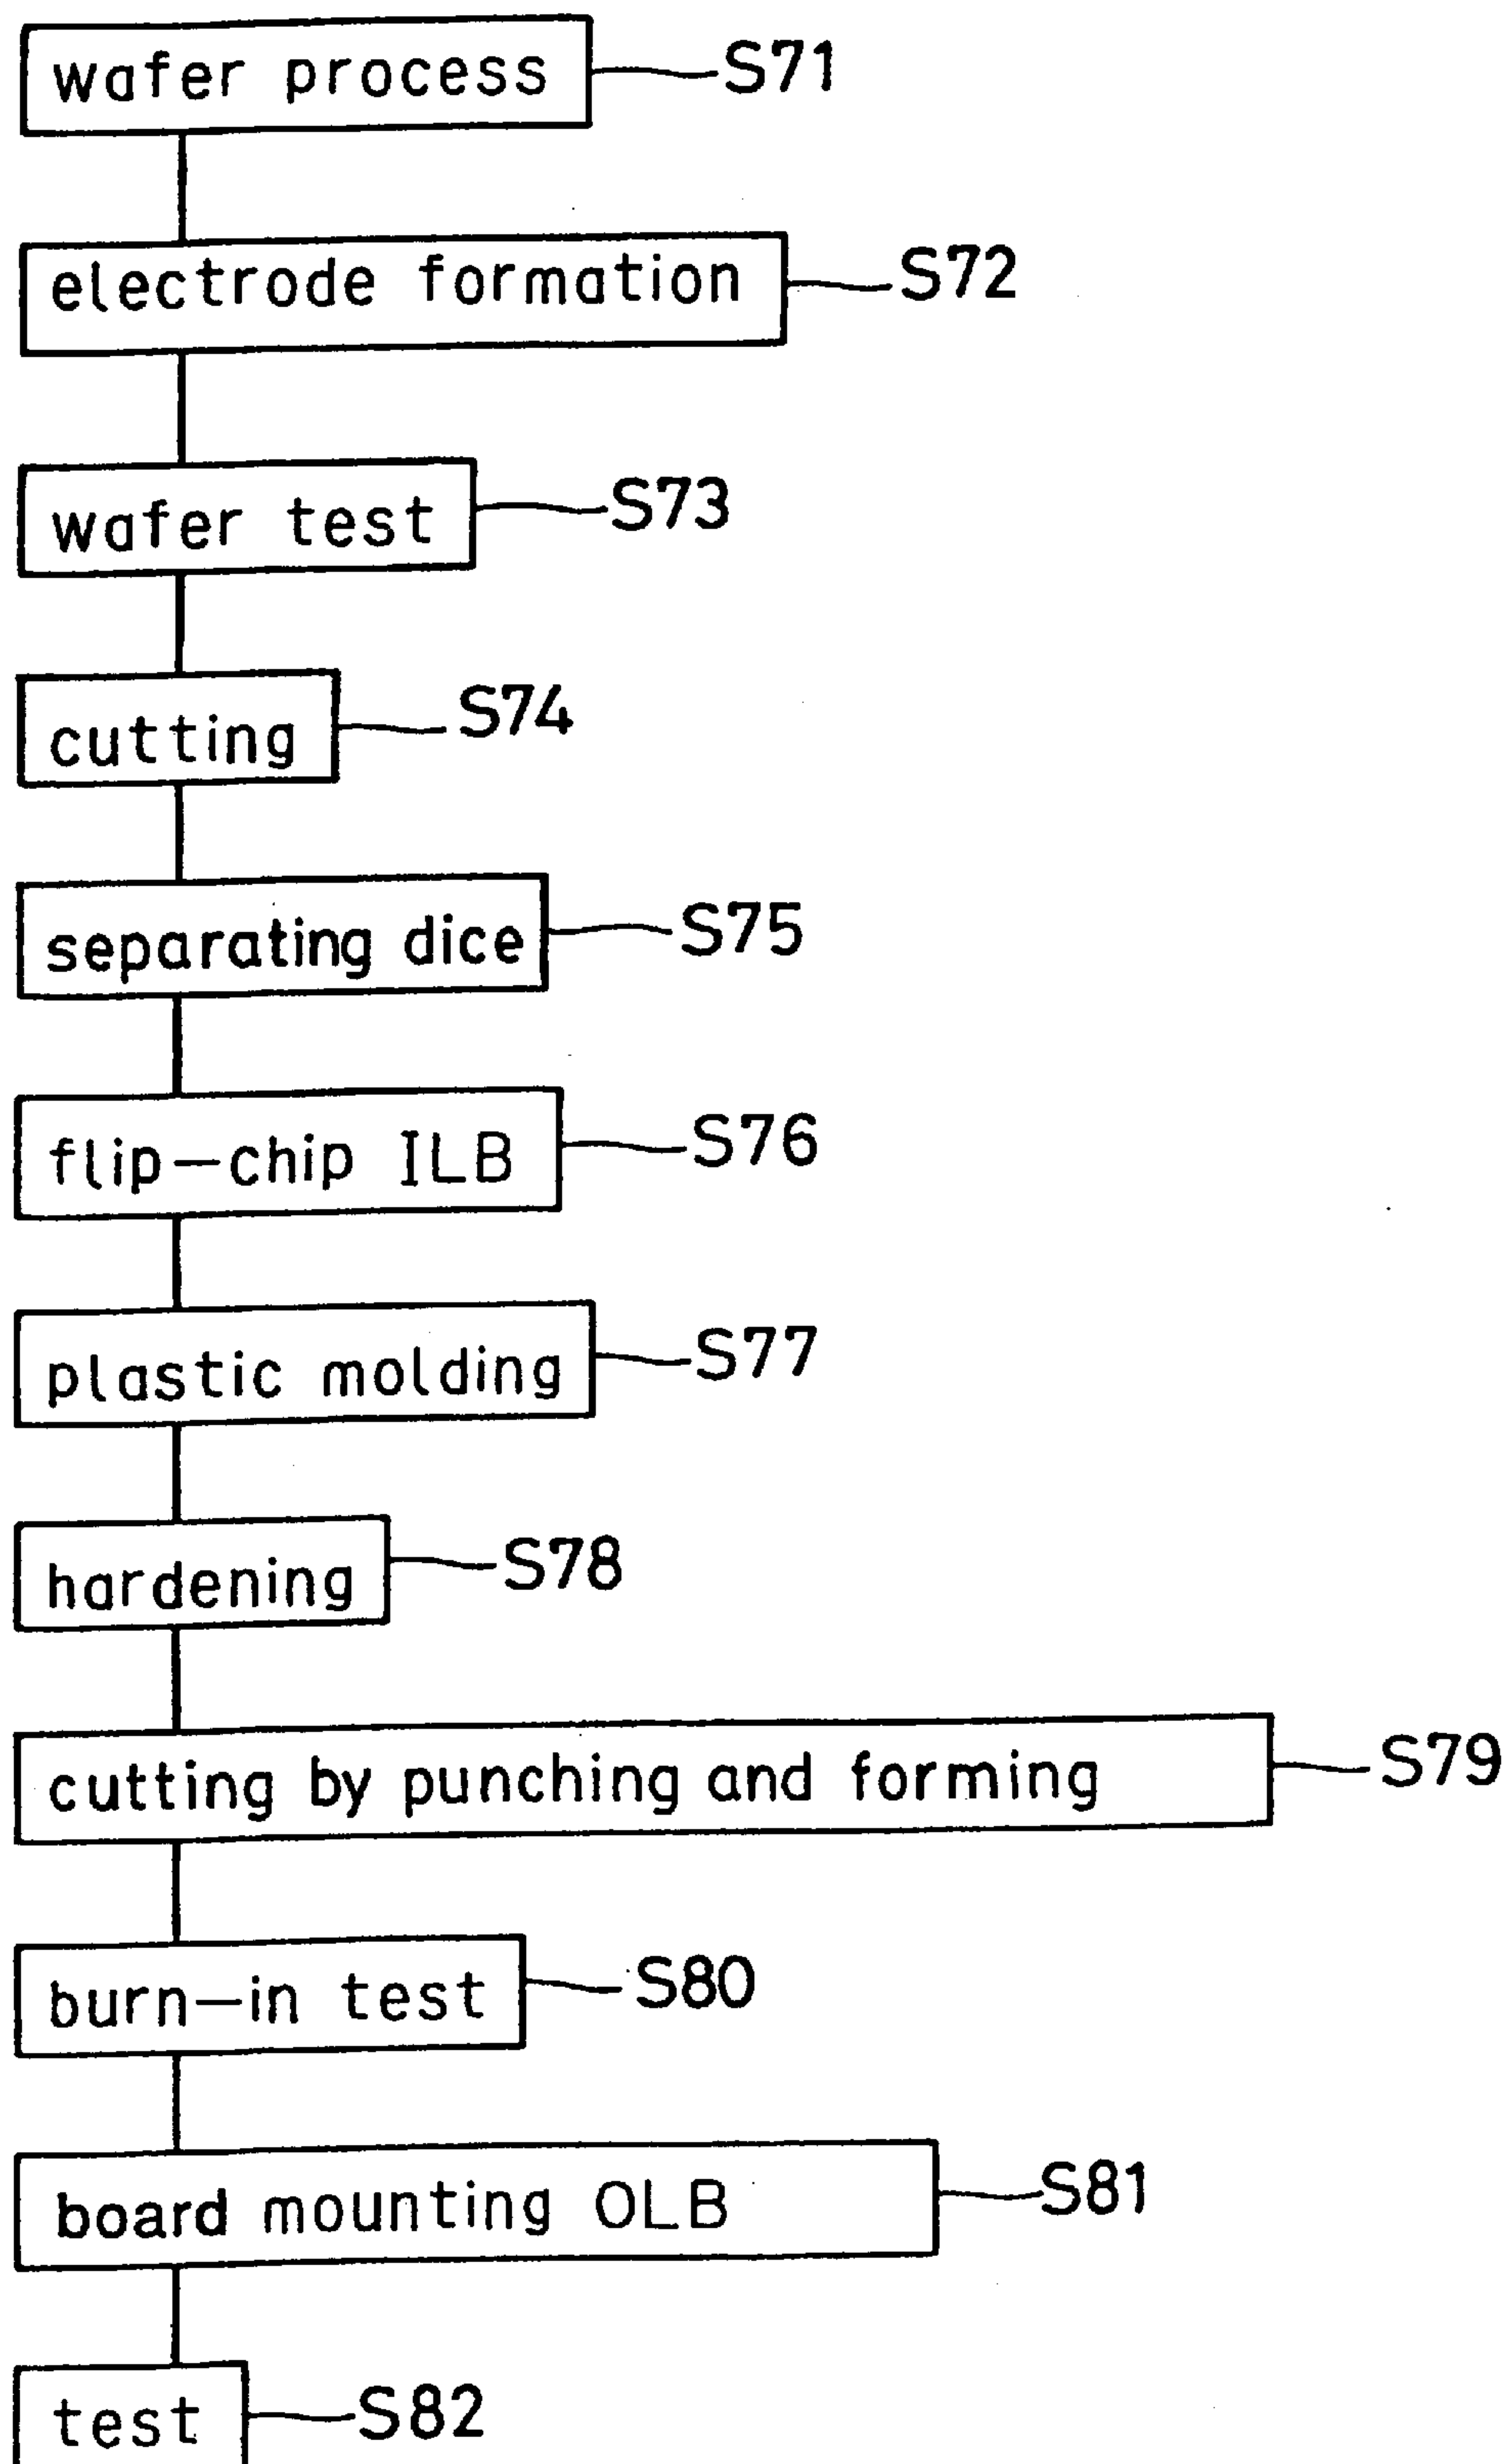 wafer process S71
electrode formation S72
wafer test S73
cutting S74
separating dice S75
flip-chip ILB S76
plastic molding S77
hardening S78
cutting by punching and forming S79
burn-in test S80
board mounting OLB S81
test S82